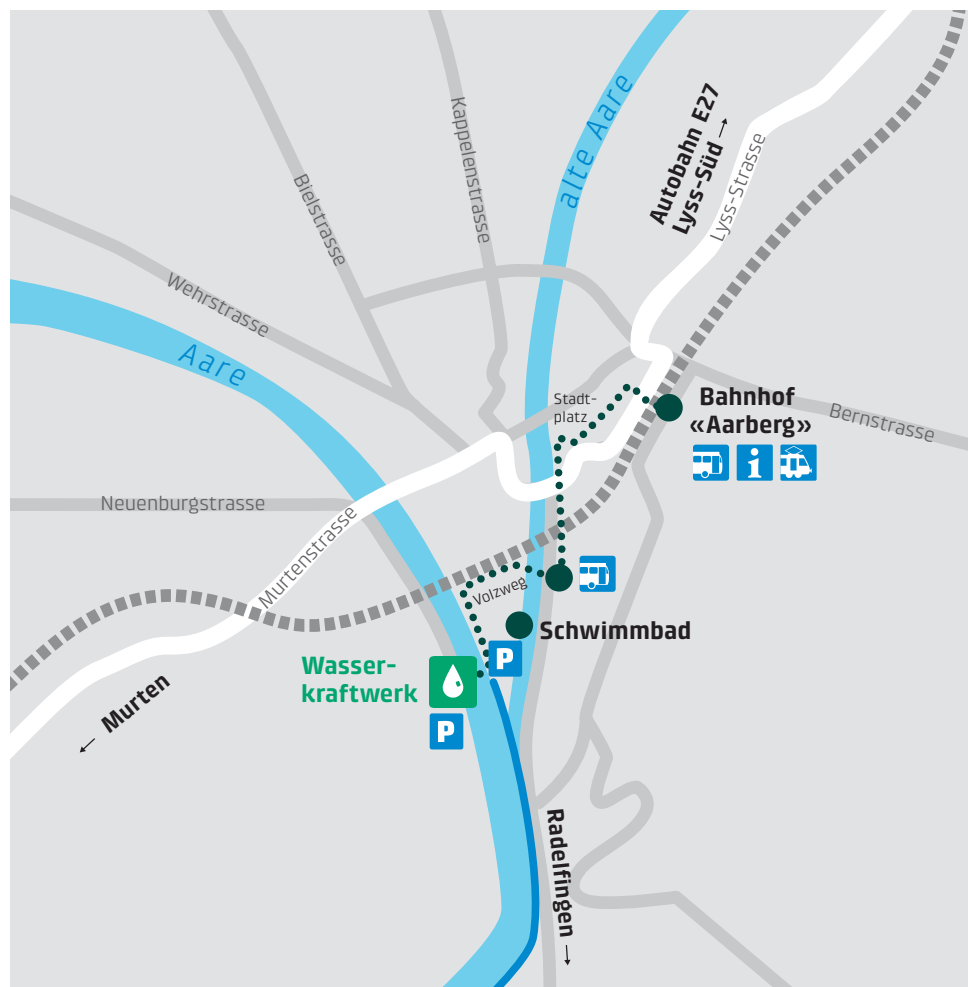 Autobahn E27
Lyss-Süd →
alte Aare
Kappelenstrasse
Lyss-Strasse
Bielstrasse
Wehrstrasse
Aare
Stadt-
platz
Bahnhof
«Aarberg»
Bernstrasse
i
Neuenburgstrasse
Murtenstrasse
Volzweg
Schwimmbad
P
Wasser-
kraftwerk
P
← Murten
Radelfingen →